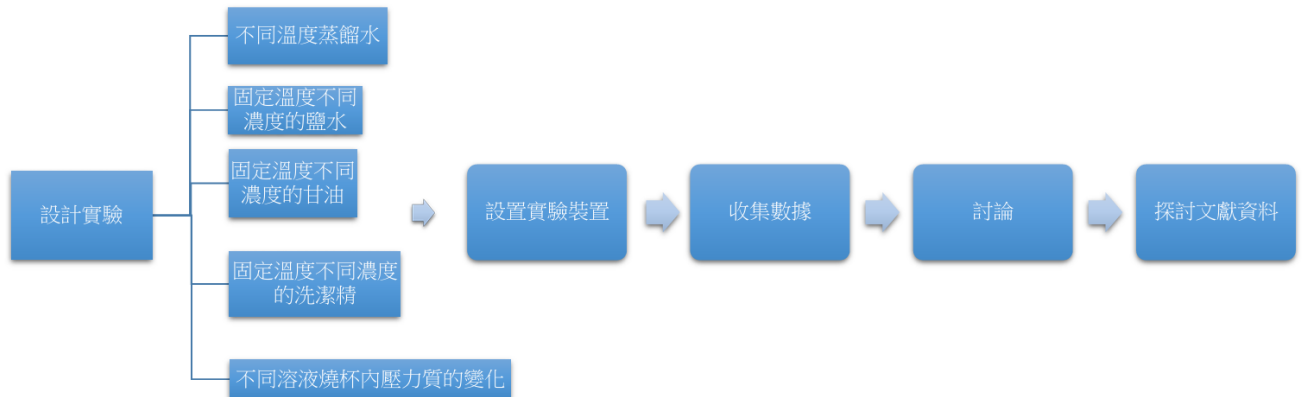 設計實驗
不同溫度蒸餾水
固定溫度不同
濃度的鹽水
固定溫度不同
濃度的甘油
固定溫度不同濃度
的洗潔精
不同溶液燒杯內壓力質的變化
設置實驗裝置
收集數據
討論
探討文獻資料